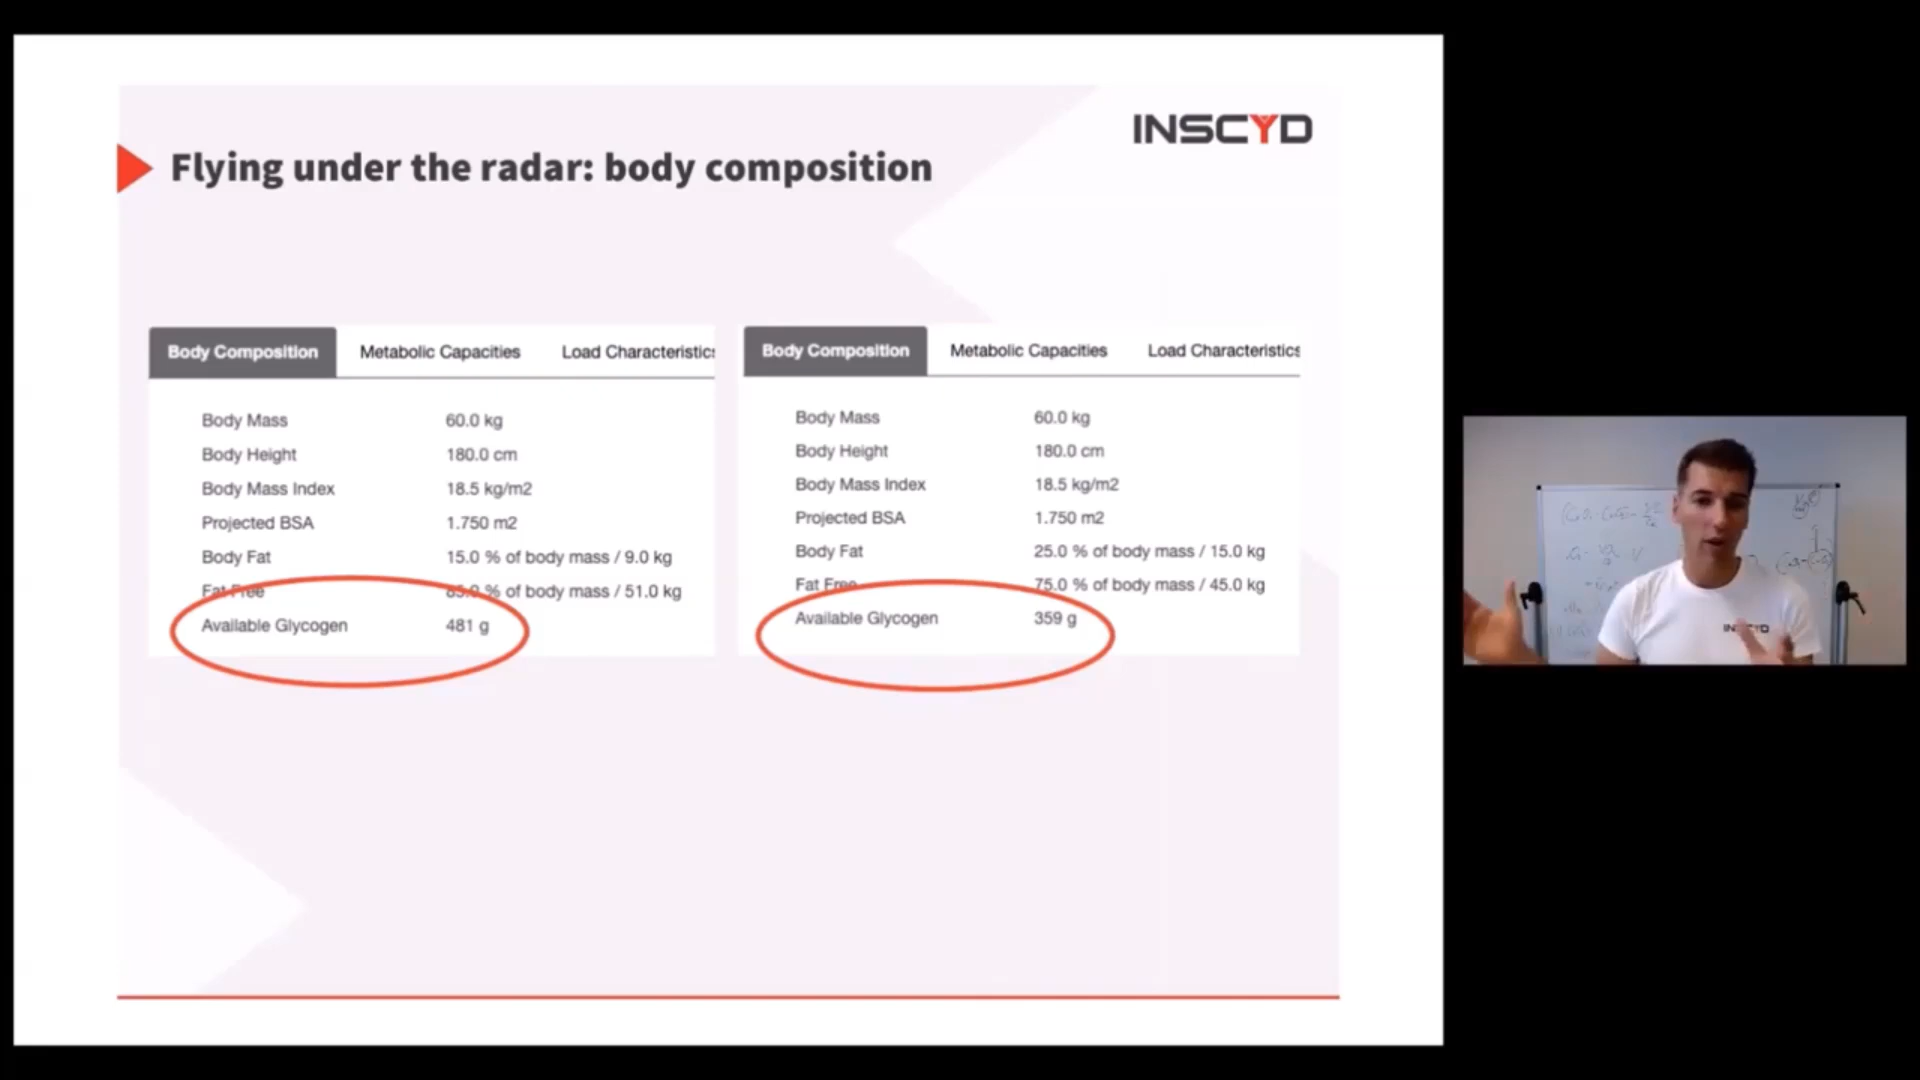 INSCYD
Flying under the radar: body composition
Body Composition Metabolic Capacities Load Characteristics
Body Mass 60.0 kg
Body Height 180.0 cm
Body Mass Index 18.5 kg/m2
Projected BSA 1.750 m2
Body Fat 15.0 % of body mass / 9.0 kg
Fat Free 85.0 % of body mass / 51.0 kg
Available Glycogen 481 g
Body Composition Metabolic Capacities Load Characteristics
Body Mass 60.0 kg
Body Height 180.0 cm
Body Mass Index 18.5 kg/m2
Projected BSA 1.750 m2
Body Fat 25.0 % of body mass / 15.0 kg
Fat Free 75.0 % of body mass / 45.0 kg
Available Glycogen 359 g